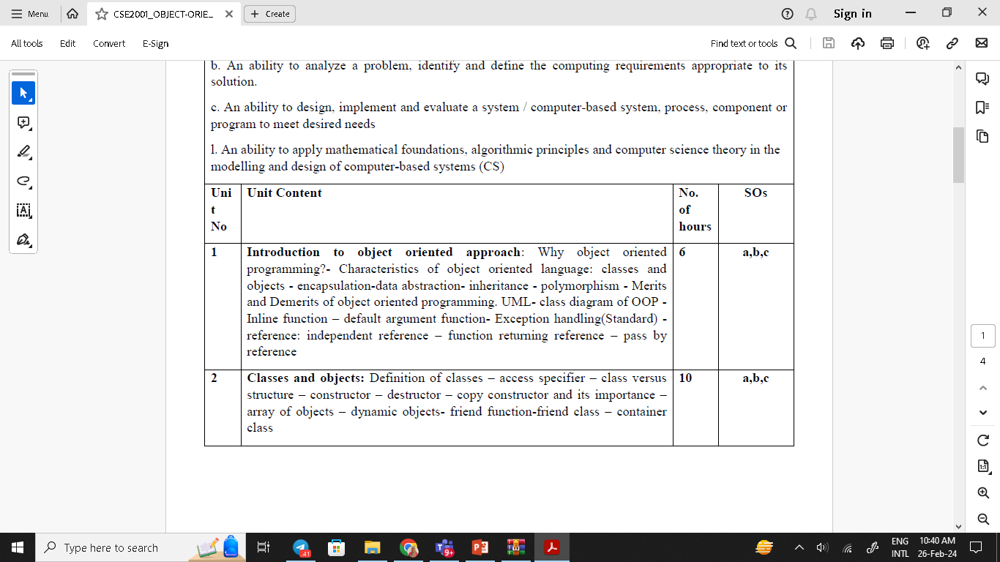 Menu
CSE2001_OBJECT-ORIE...
Create
Sign in
All tools
Edit
Convert
E-Sign
Find text or tools
b. An ability to analyze a problem, identify and define the computing requirements appropriate to its
solution.
c. An ability to design, implement and evaluate a system / computer-based system, process, component or
program to meet desired needs
l. An ability to apply mathematical foundations, algorithmic principles and computer science theory in the
modelling and design of computer-based systems (CS)
Uni
t
No
Unit Content
No.
of
hours
SOs
1
Introduction to object oriented approach: Why object oriented
programming?- Characteristics of object oriented language: classes and
objects - encapsulation-data abstraction- inheritance - polymorphism - Merits
and Demerits of object oriented programming. UML- class diagram of OOP -
Inline function – default argument function- Exception handling(Standard) -
reference: independent reference – function returning reference – pass by
reference
6
a,b,c
2
Classes and objects: Definition of classes – access specifier – class versus
structure – constructor – destructor – copy constructor and its importance –
array of objects – dynamic objects- friend function-friend class – container
class
10
a,b,c
1
4
1:1
Type here to search
41
9+
ENG
INTL
10:40 AM
26-Feb-24